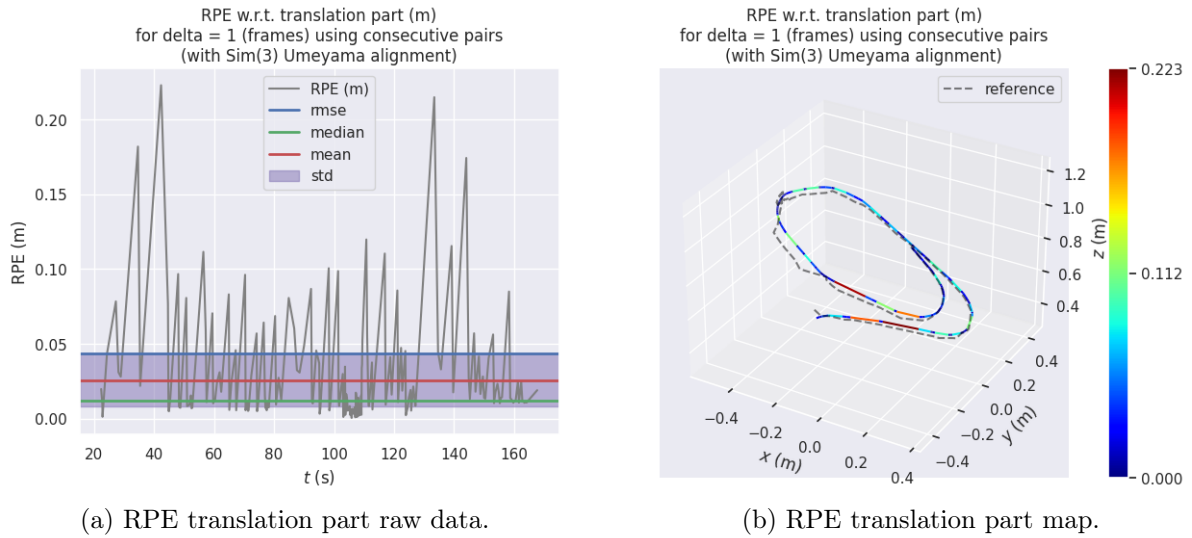 RPE w.r.t. translation part (m)
for delta = 1 (frames) using consecutive pairs
(with Sim(3) Umeyama alignment)
RPE (m)
rmse
median
mean
std
0.20
0.15
0.10
0.05
0.00
RPE (m)
20
40
60
80
100
120
140
160
t (s)
(a) RPE translation part raw data.
RPE w.r.t. translation part (m)
for delta = 1 (frames) using consecutive pairs
(with Sim(3) Umeyama alignment)
reference
1.2
1.0
0.8
0.6
0.4
z (m)
0.4
0.2
0.0
−0.2
−0.4
y (m)
−0.4
−0.2
0.0
0.2
0.4
x (m)
0.223
0.112
0.000
(b) RPE translation part map.